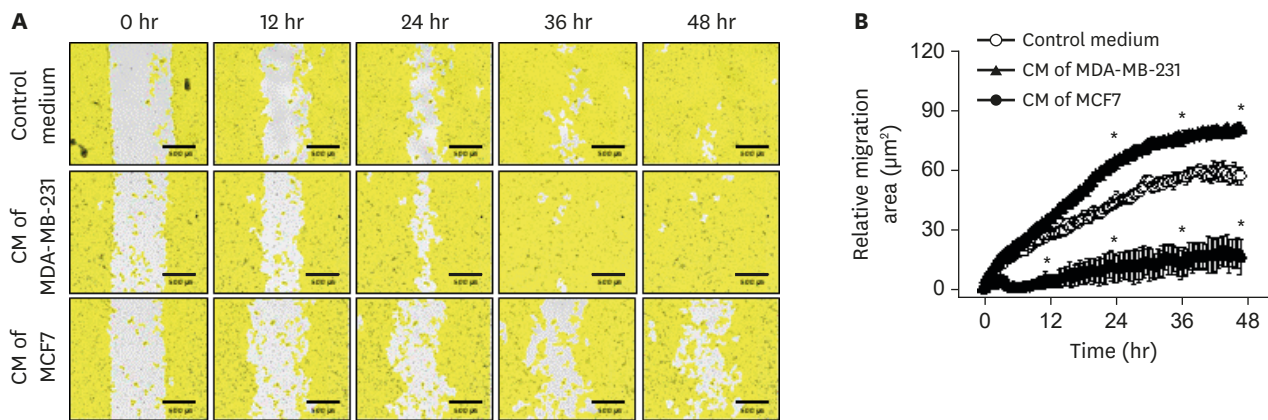 A
0 hr
12 hr
24 hr
36 hr
48 hr
Control
medium
CM of
MDA-MB-231
CM of
MCF7
B
Control medium
CM of MDA-MB-231
CM of MCF7
120
90
60
30
0
Relative migration
area (µm²)
*
*
*
*
*
*
*
0
12
24
36
48
Time (hr)